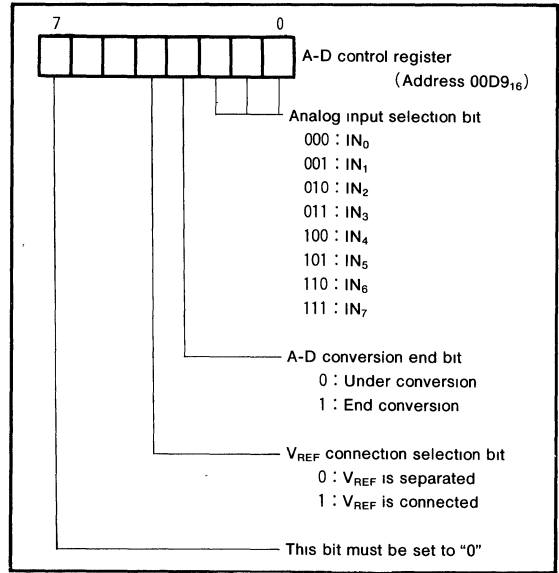 7 0
A-D control register
(Address 00D9₁₆)
Analog input selection bit
000 : IN₀
001 : IN₁
010 : IN₂
011 : IN₃
100 : IN₄
101 : IN₅
110 : IN₆
111 : IN₇
A-D conversion end bit
0 : Under conversion
1 : End conversion
V_REF connection selection bit
0 : V_REF is separated
1 : V_REF is connected
This bit must be set to “0”